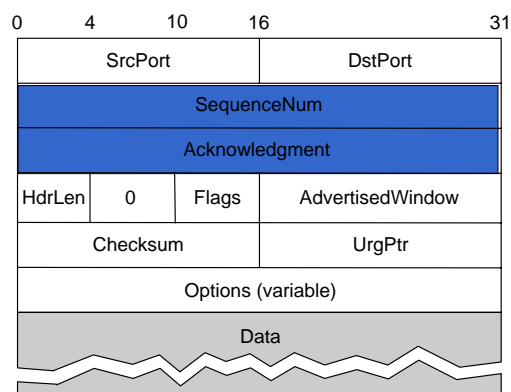 0 4 10 16 31
SrcPort DstPort
SequenceNum
Acknowledgment
HdrLen 0 Flags AdvertisedWindow
Checksum UrgPtr
Options (variable)
Data